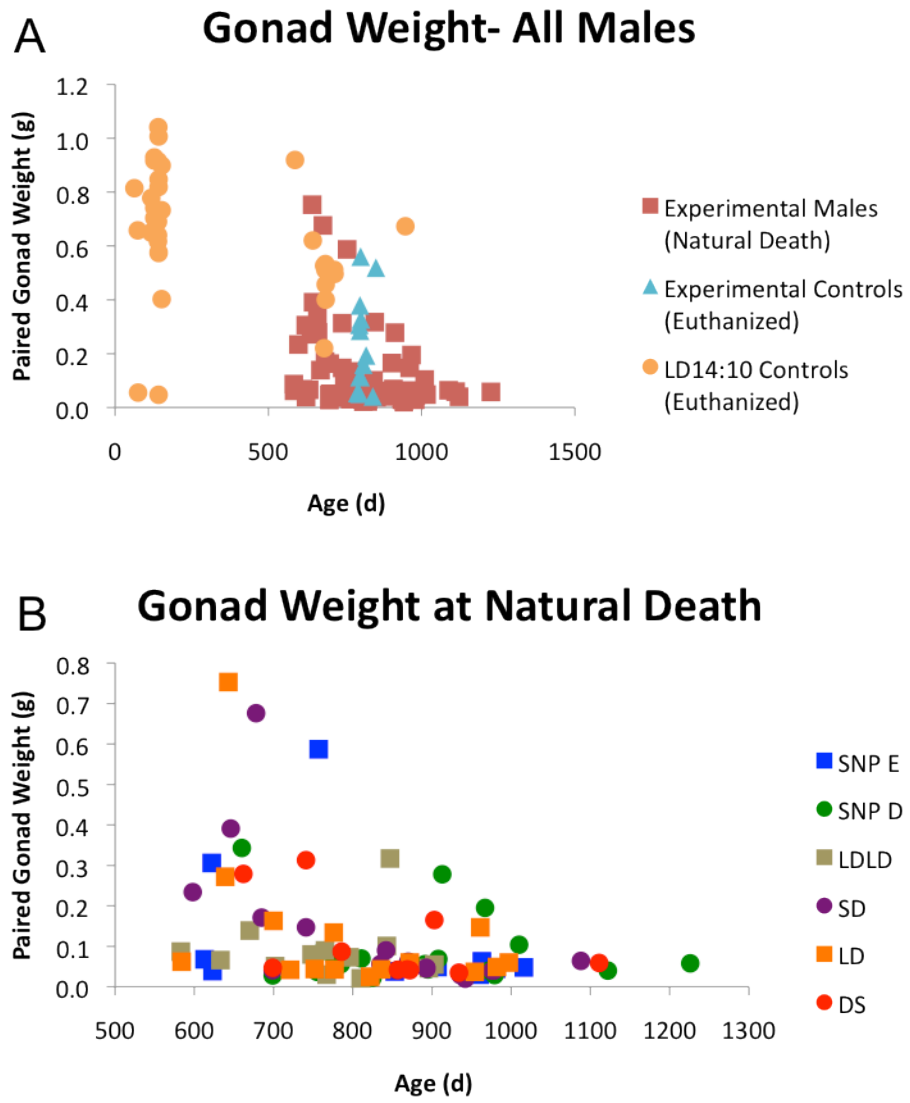 A
Gonad Weight- All Males
Paired Gonad Weight (g)
1.2
1.0
0.8
0.6
0.4
0.2
0.0
0 500 1000 1500
Age (d)
Experimental Males
(Natural Death)
Experimental Controls
(Euthanized)
LD14:10 Controls
(Euthanized)
B
Gonad Weight at Natural Death
Paired Gonad Weight (g)
0.8
0.7
0.6
0.5
0.4
0.3
0.2
0.1
0.0
500 600 700 800 900 1000 1100 1200 1300
Age (d)
SNP E
SNP D
LDLD
SD
LD
DS